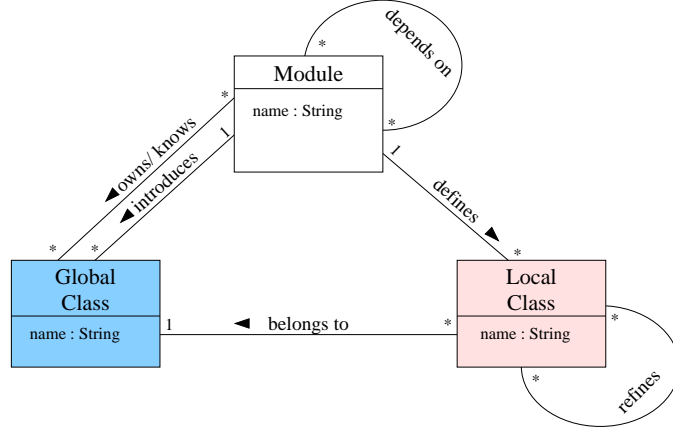 depends on
*
Module
name : String
*
*
1
1
owns/ knows
introduces
defines
*
*
*
Global
Class
name : String
Local
Class
name : String
1
belongs to
*
*
*
refines